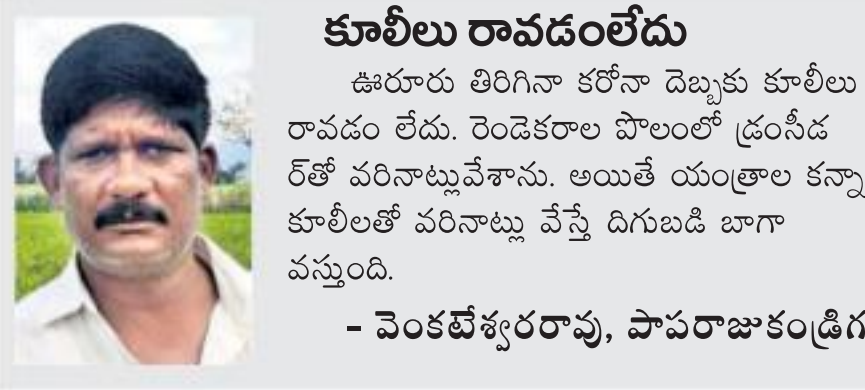 కూలీలు రావడంలేదు
ఊరూరు తిరిగినా కరోనా దెబ్బకు కూలీలు
రావడం లేదు. రెండెకరాల పొలంలో డ్రంసీడ
ర్‌తో వరినాట్లువేశాను. అయితే యంత్రాల కన్నా
కూలీలతో వరినాట్లు వేస్తే దిగుబడి బాగా
వస్తుంది.
- వెంకటేశ్వరరావు, పాపరాజుకండ్రిగ